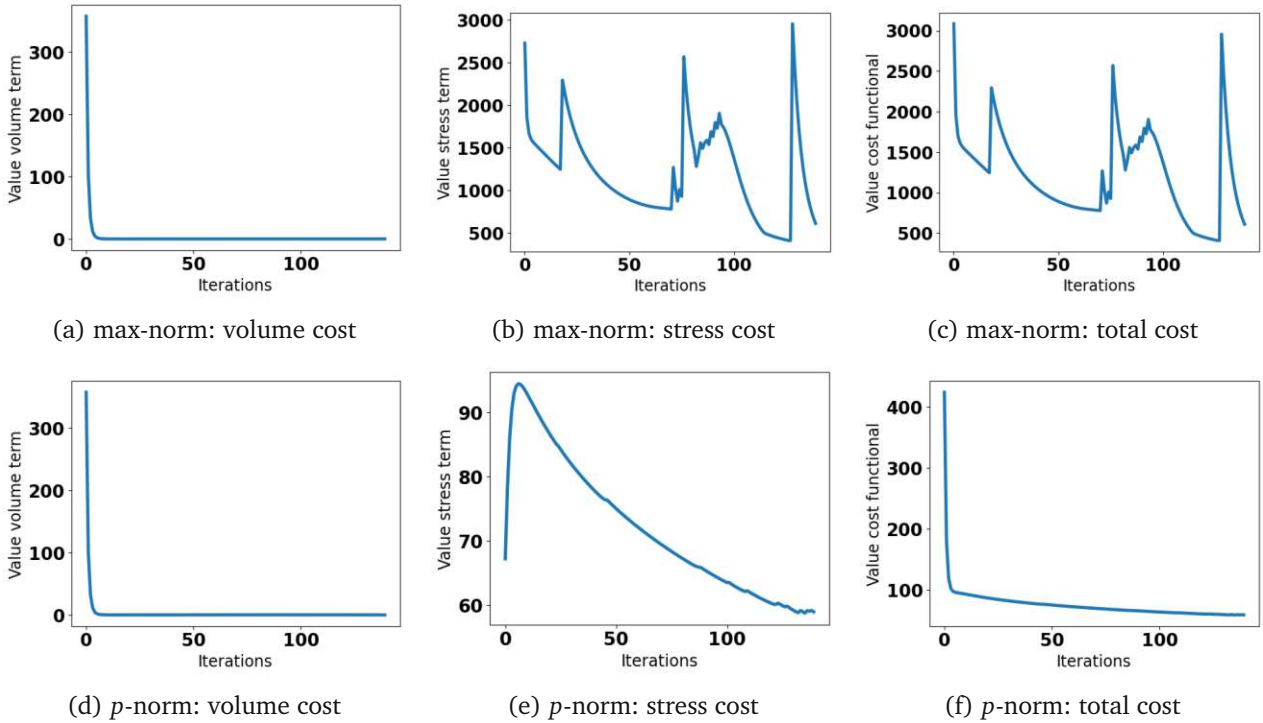 Value volume term
300
200
100
0
0
100
Iterations
(a) max-norm: volume cost
Value stress term
3000
2500
2000
1500
1000
500
0
50
100
Iterations
(b) max-norm: stress cost
Value cost functional
3000
2500
2000
1500
1000
500
0
50
100
Iterations
(c) max-norm: total cost
Value volume term
300
200
100
0
0
100
Iterations
(d) p-norm: volume cost
Value stress term
90
80
70
60
0
50
100
Iterations
(e) p-norm: stress cost
Value cost functional
400
300
200
100
0
100
Iterations
(f) p-norm: total cost